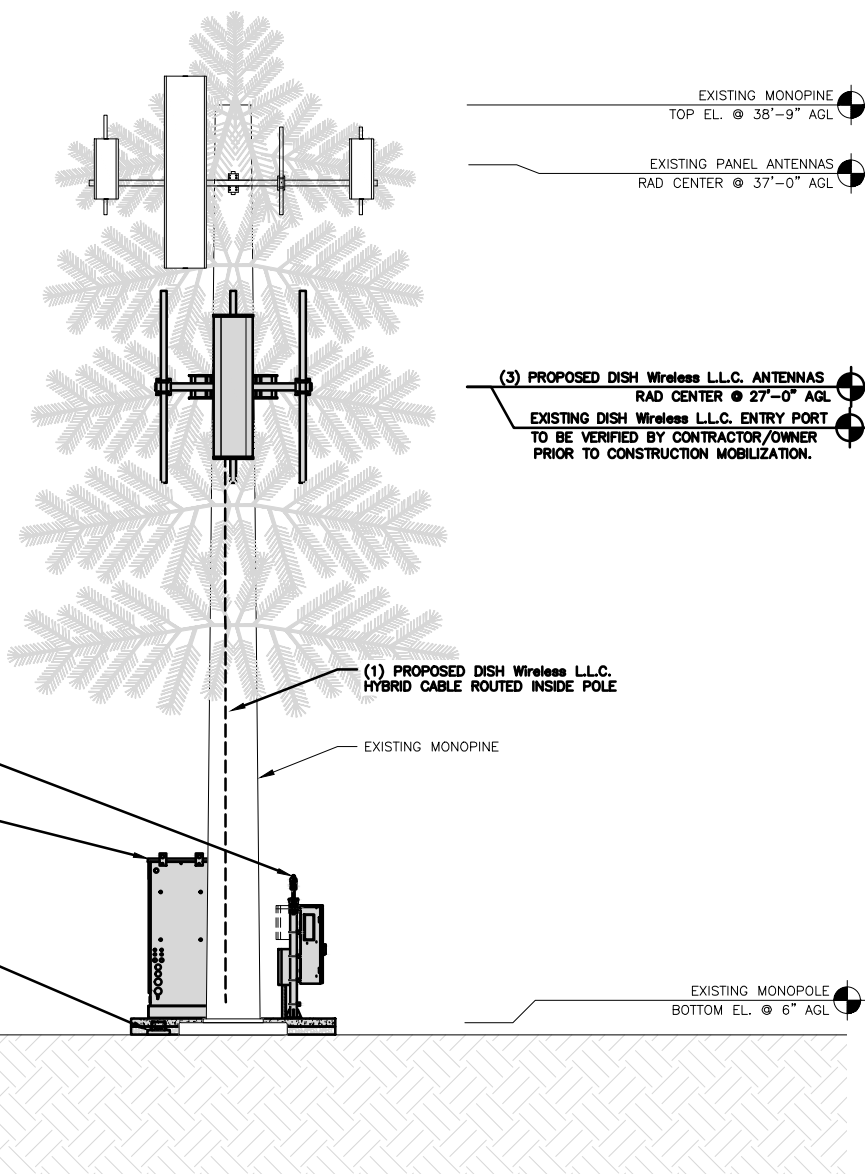 EXISTING MONOPINE
TOP EL. @ 38'-9" AGL
EXISTING PANEL ANTENNAS
RAD CENTER @ 37'-0" AGL
(3) PROPOSED DISH Wireless L.L.C. ANTENNAS
RAD CENTER @ 27'-0" AGL
EXISTING DISH Wireless L.L.C. ENTRY PORT
TO BE VERIFIED BY CONTRACTOR/OWNER
PRIOR TO CONSTRUCTION MOBILIZATION.
(1) PROPOSED DISH Wireless L.L.C.
HYBRID CABLE ROUTED INSIDE POLE
EXISTING MONOPINE
EXISTING MONOPOLE
BOTTOM EL. @ 6" AGL